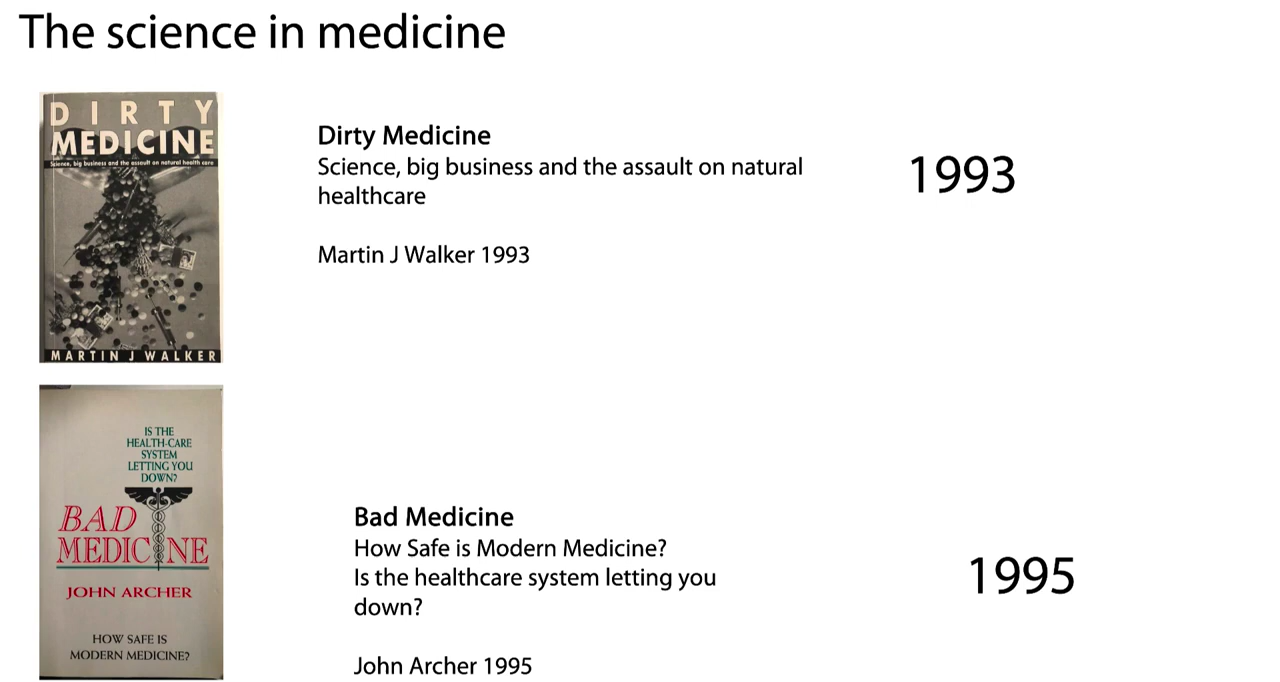 The science in medicine
DIRTY
MEDICINE
Science, big business and the assault on natural health care
MARTIN J WALKER
Dirty Medicine
Science, big business and the assault on natural
healthcare
Martin J Walker 1993
1993
IS THE
HEALTH-CARE
SYSTEM
LETTING YOU
DOWN?
BAD
MEDICINE
JOHN ARCHER
HOW SAFE IS
MODERN MEDICINE?
Bad Medicine
How Safe is Modern Medicine?
Is the healthcare system letting you
down?
John Archer 1995
1995